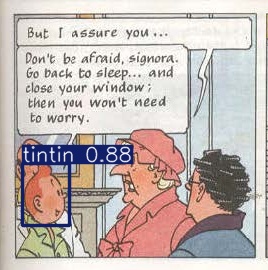 But I assure you...
Don't be afraid, signora.
Go back to sleep... and
close your window;
then you won't need
to worry.
tintin 0.88